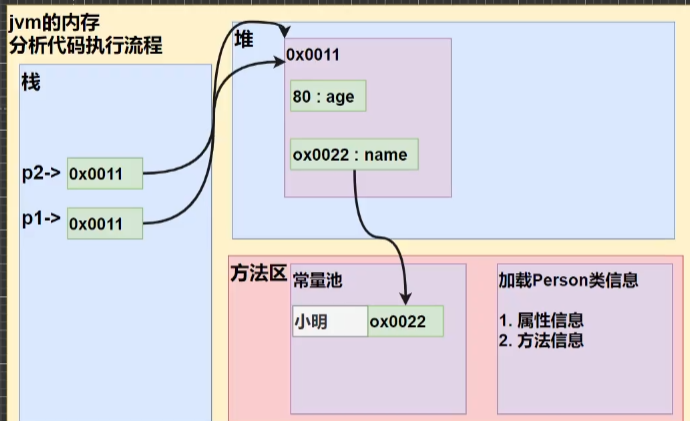 jvm的内存
分析代码执行流程
栈
p2-> 0x0011
p1-> 0x0011
堆
0x0011
80 : age
ox0022 : name
方法区
常量池
小明 ox0022
加载Person类信息
1. 属性信息
2. 方法信息